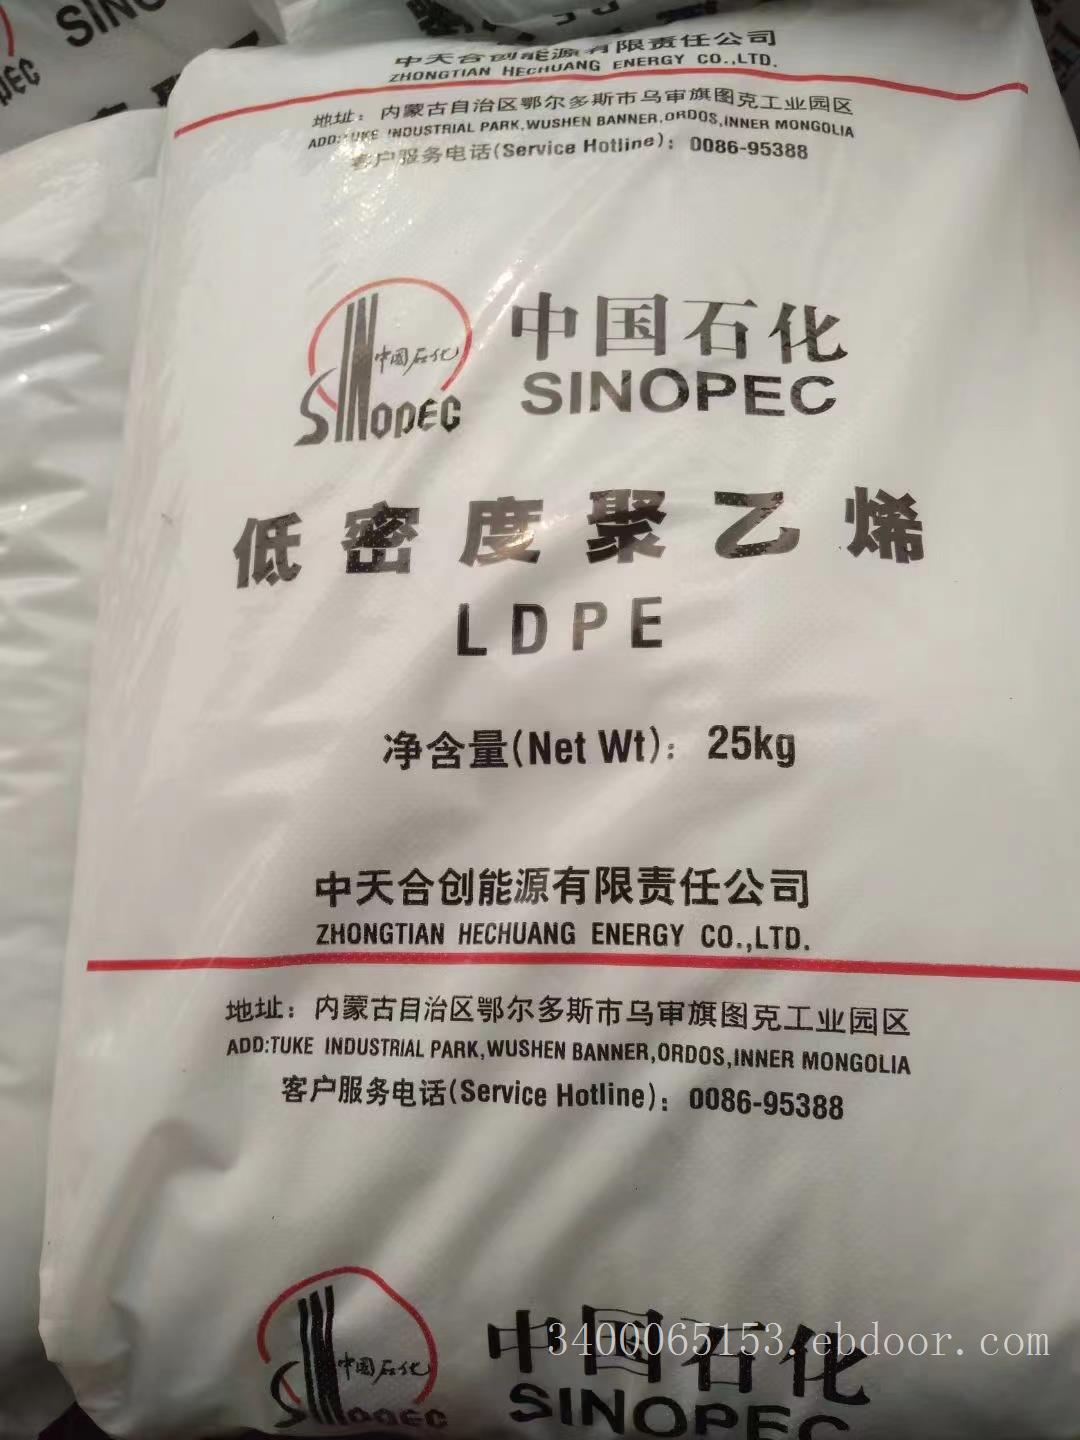 SINOPEC
中天合创能源有限责任公司
ZHONGTIAN HECHUANG ENERGY CO.,LTD.
地址：内蒙古自治区鄂尔多斯市乌审旗图克工业园区
ADD:TUKE INDUSTRIAL PARK,WUSHEN BANNER,ORDOS,INNER MONGOLIA
客户服务电话(Service Hotline)：0086-95388
中国石化
SINOPEC
中国石化
SINOPEC
低密度聚乙烯
LDPE
净含量(Net Wt)：25kg
中天合创能源有限责任公司
ZHONGTIAN HECHUANG ENERGY CO.,LTD.
地址：内蒙古自治区鄂尔多斯市乌审旗图克工业园区
ADD:TUKE INDUSTRIAL PARK,WUSHEN BANNER,ORDOS,INNER MONGOLIA
客户服务电话(Service Hotline)：0086-95388
中国石化
SINOPEC
中国石化
SINOPEC
3400065153.ebdoor.com